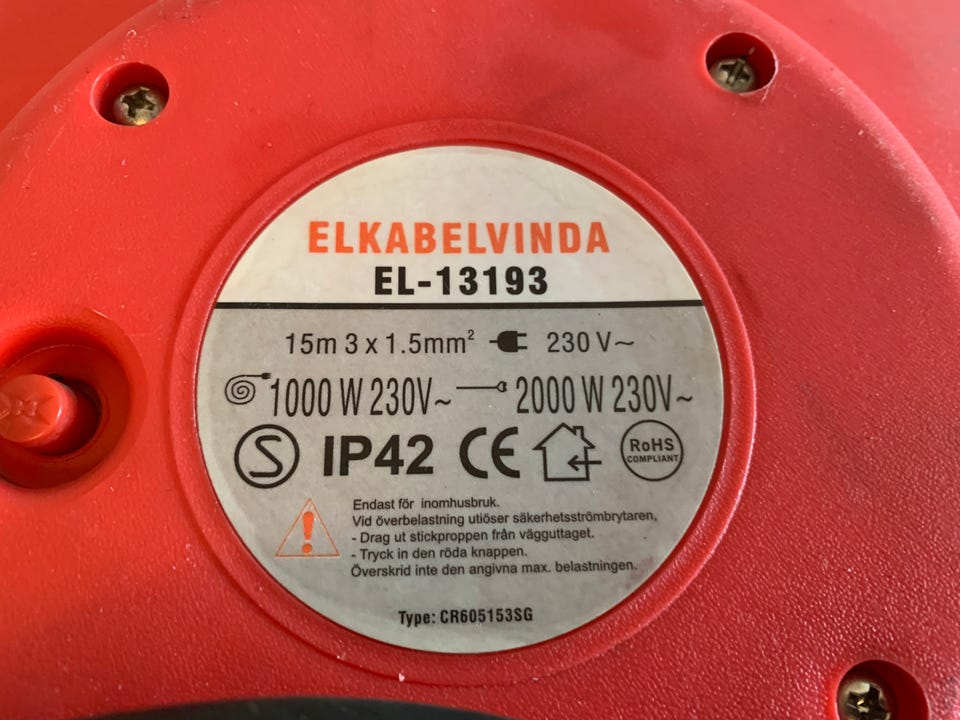 ELKABELVINDA
EL-13193
15m 3 x 1.5mm² 230 V~
1000 W 230V~ 2000 W 230V~
S IP42 CE RoHS COMPLIANT
Endast för inomhusbruk.
Vid överbelastning utiöser säkerhetsströmbrytaren,
- Drag ut stickproppen från vägguttaget.
- Tryck in den röda knappen.
Överskrid inte den angivna max. belastningen.
Type: CR605153SG